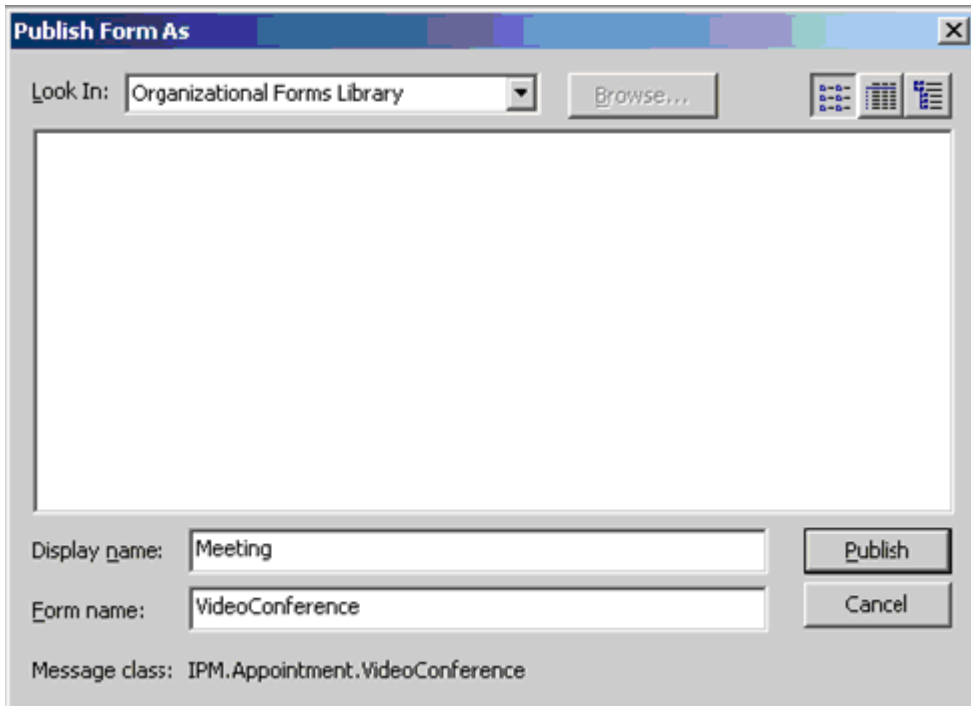 Publish Form As
Look In: Organizational Forms Library Browse...
Display name: Meeting Publish
Form name: VideoConference Cancel
Message class: IPM.Appointment.VideoConference